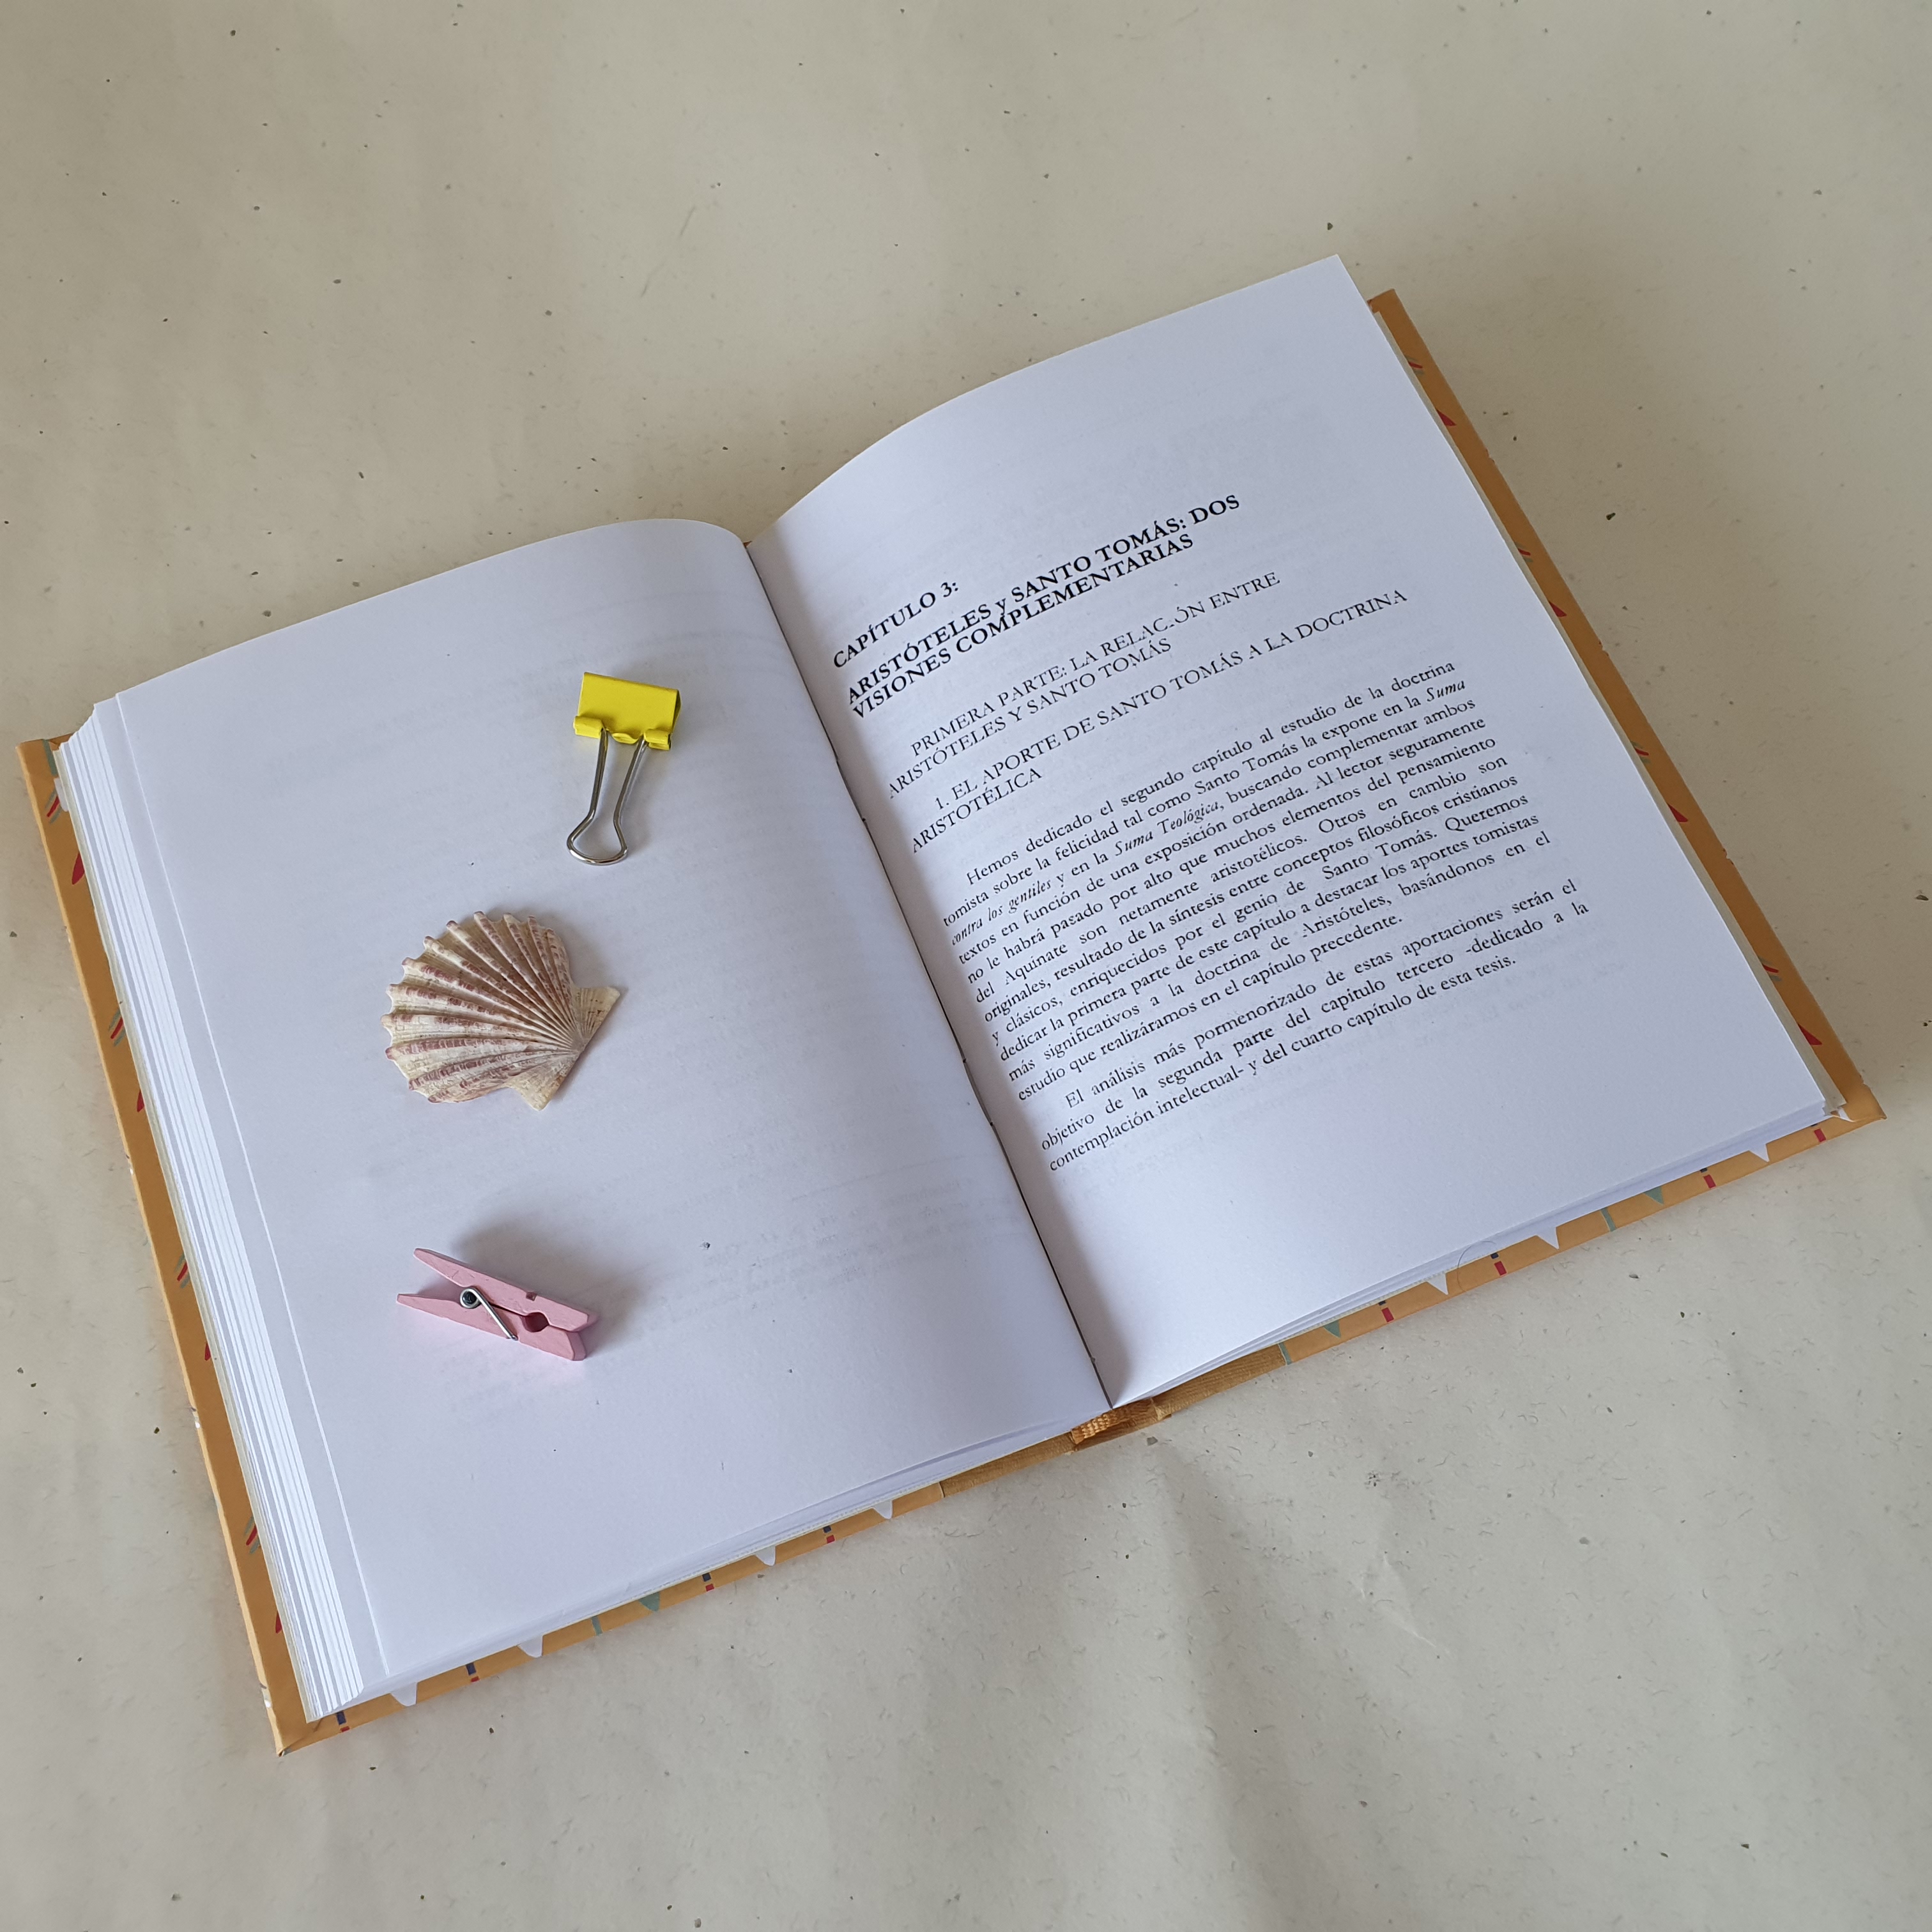 CAPÍTULO 3:
ARISTÓTELES y SANTO TOMÁS: DOS
VISIONES COMPLEMENTARIAS
PRIMERA PARTE: LA RELACIÓN ENTRE
ARISTÓTELES Y SANTO TOMÁS
1. EL APORTE DE SANTO TOMÁS A LA DOCTRINA
ARISTOTÉLICA
Hemos dedicado el segundo capítulo al estudio de la doctrina
tomista sobre la felicidad tal como Santo Tomás la expone en la Suma
contra los gentiles y en la Suma Teológica, buscando complementar ambos
textos en función de una exposición ordenada. Al lector seguramente
no le habrá pasado por alto que muchos elementos del pensamiento
del Aquinate son netamente aristotélicos. Otros en cambio son
originales, resultado de la síntesis entre conceptos filosóficos cristianos
y clásicos, enriquecidos por el genio de Santo Tomás. Queremos
dedicar la primera parte de este capítulo a destacar los aportes tomistas
más significativos a la doctrina de Aristóteles, basándonos en el
estudio que realizáramos en el capítulo precedente.
El análisis más pormenorizado de estas aportaciones serán el
objetivo de la segunda parte del capítulo tercero -dedicado a la
contemplación intelectual- y del cuarto capítulo de esta tesis.